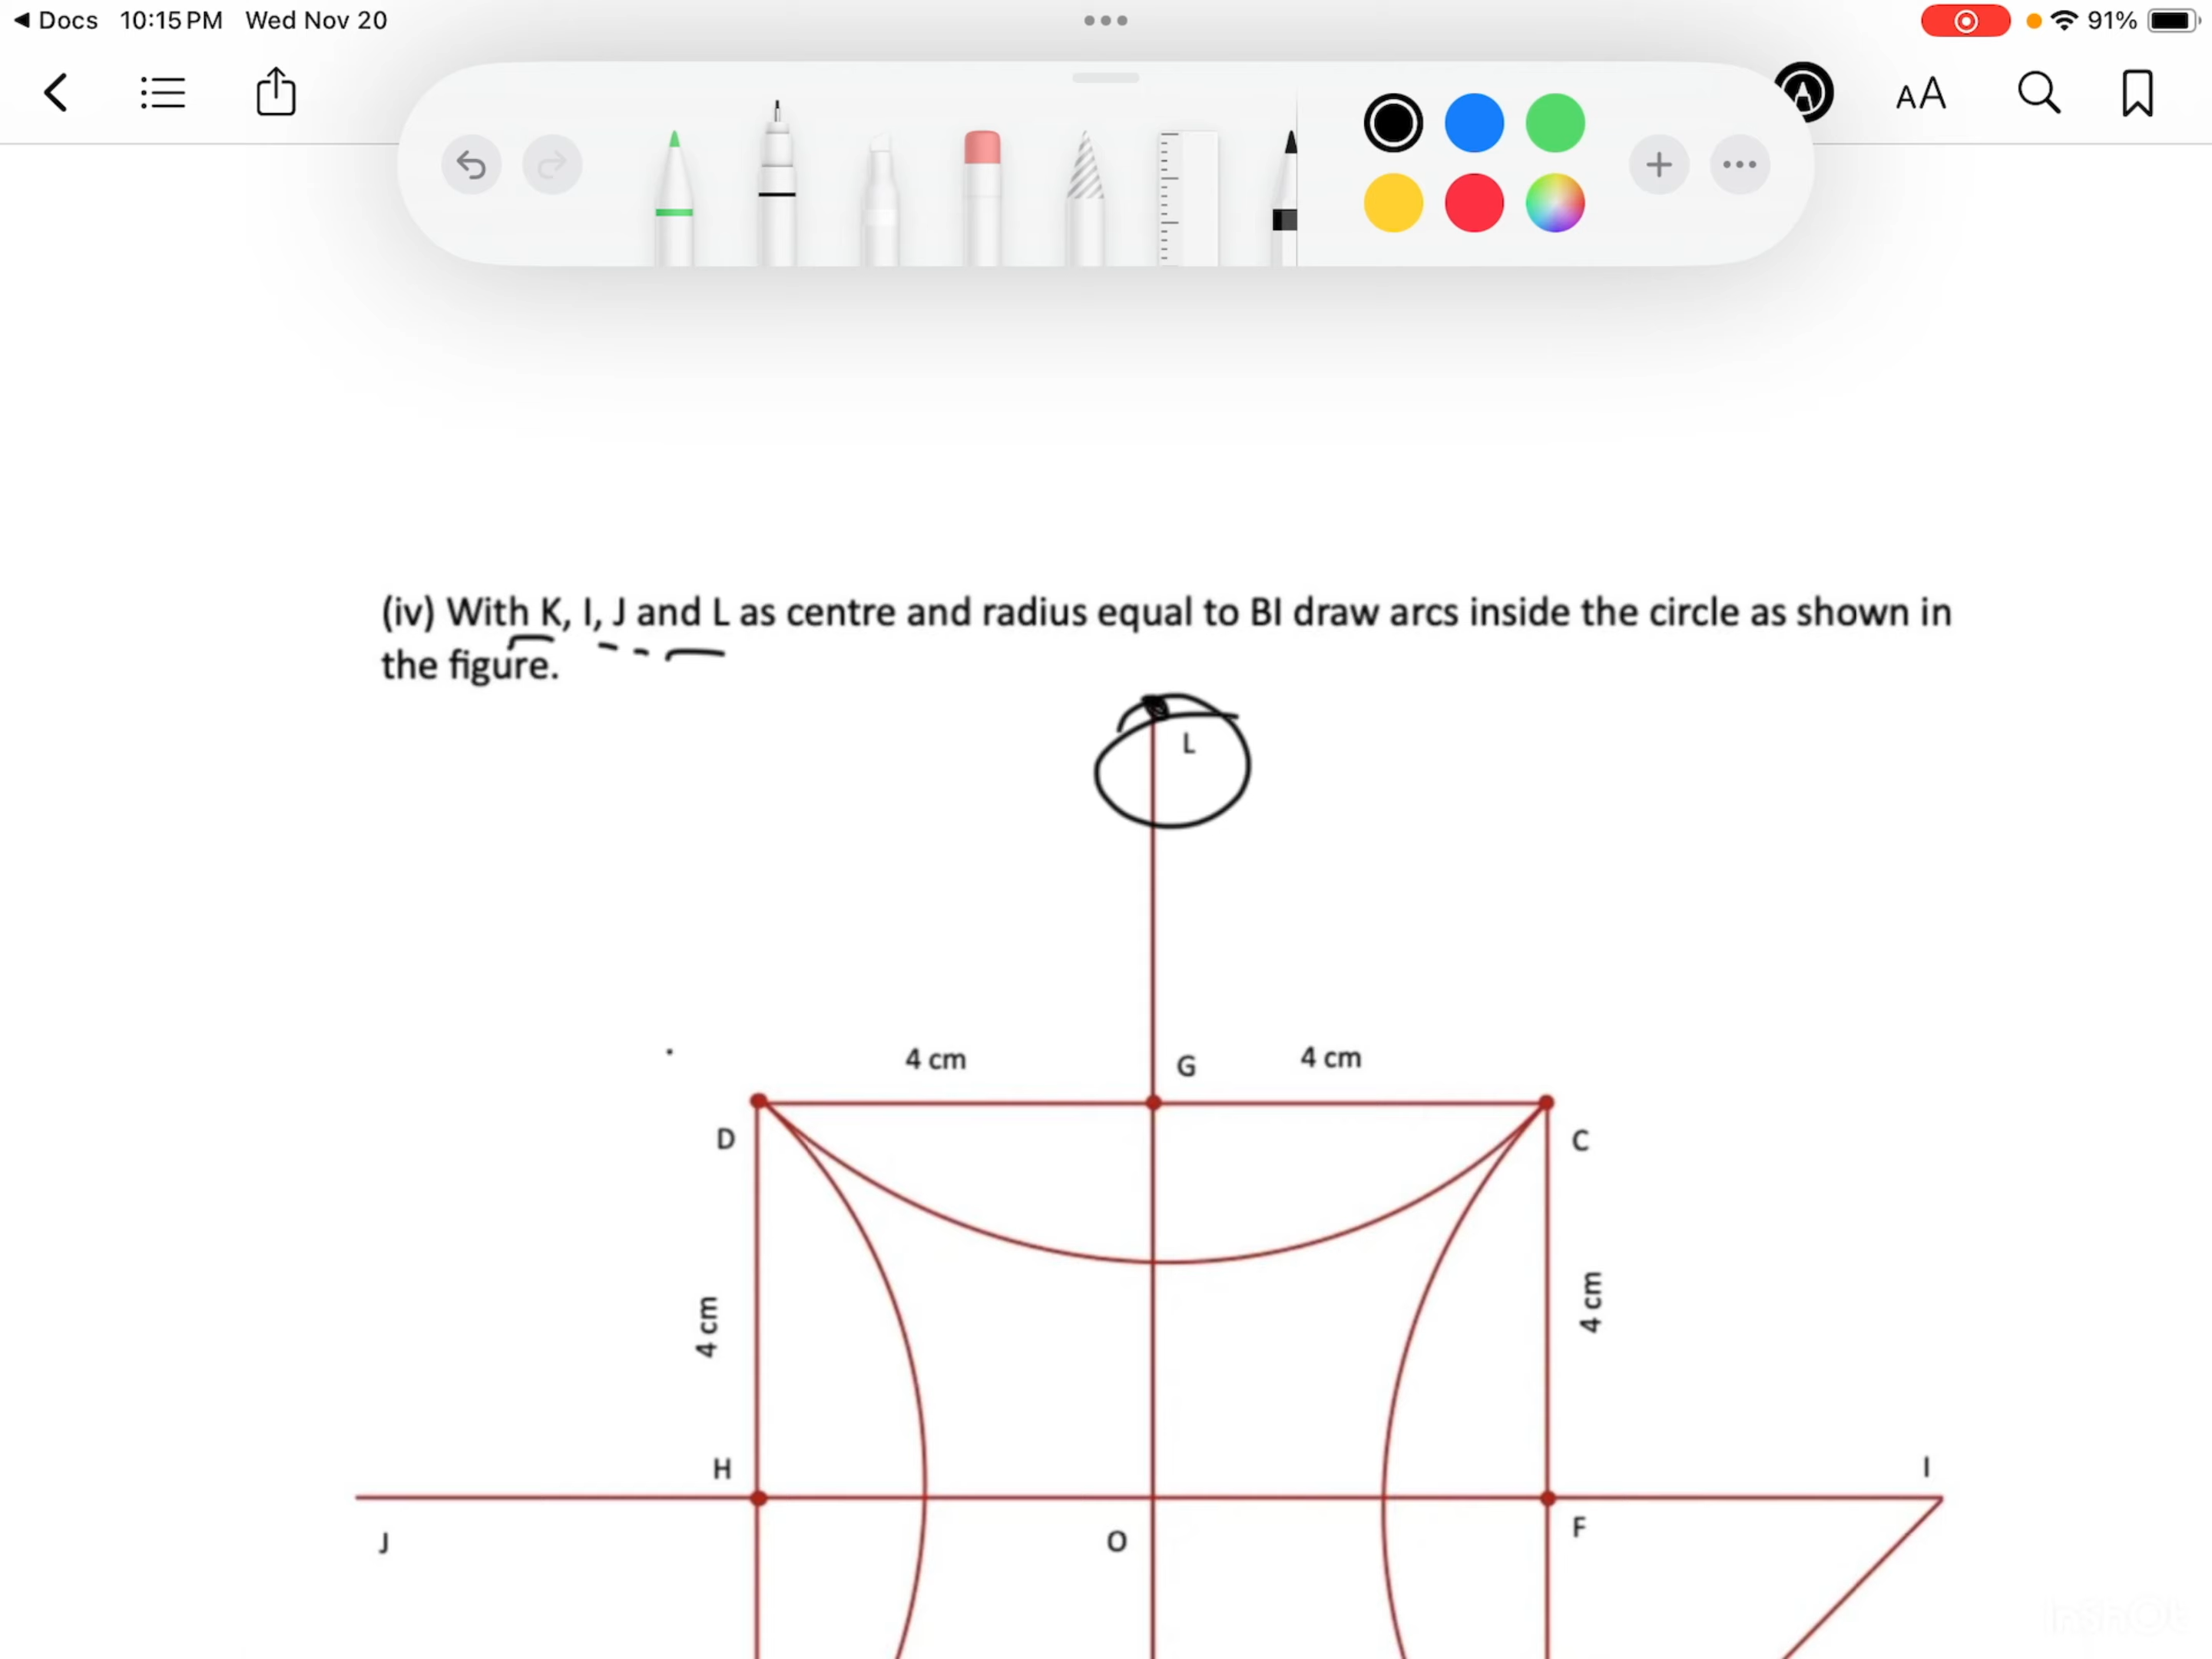 Docs 10:15 PM Wed Nov 20
91%
AA
(iv) With K, I, J and L as centre and radius equal to BI draw arcs inside the circle as shown in
the figure.
L
4 cm G 4 cm
D C
4 cm 4 cm
H I
J O F